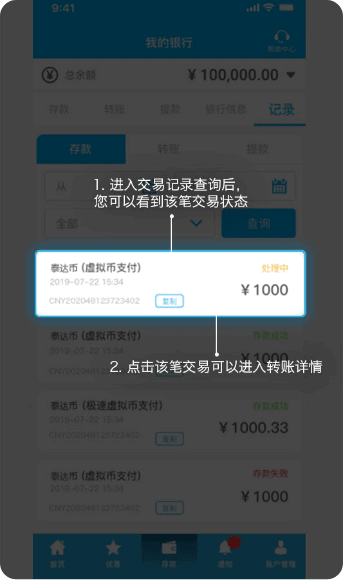 9:41
我的银行
帮助中心
总余额
¥ 100,000.00
存款 转账 提款 银行信息 记录
存款 转账 提款
从
1. 进入交易记录查询后,
您可以看到该笔交易状态
全部 查询
泰达币 (虚拟币支付) 处理中
2019-07-22 15:34
¥ 1000
CNY2020048123723402 复制
泰达币 (虚拟币支付) 存款成功
2019-07-22 15:34
¥ 1000
2. 点击该笔交易可以进入转账详情
泰达币 (极速虚拟币支付) 存款成功
2019-07-22 15:34
¥ 1000.33
CNY2020048123723402 复制
泰达币 (虚拟币支付) 存款失败
2019-07-22 15:34
¥ 1000
CNY2020048123723402 复制
首页 优惠 存款 通知 账户管理